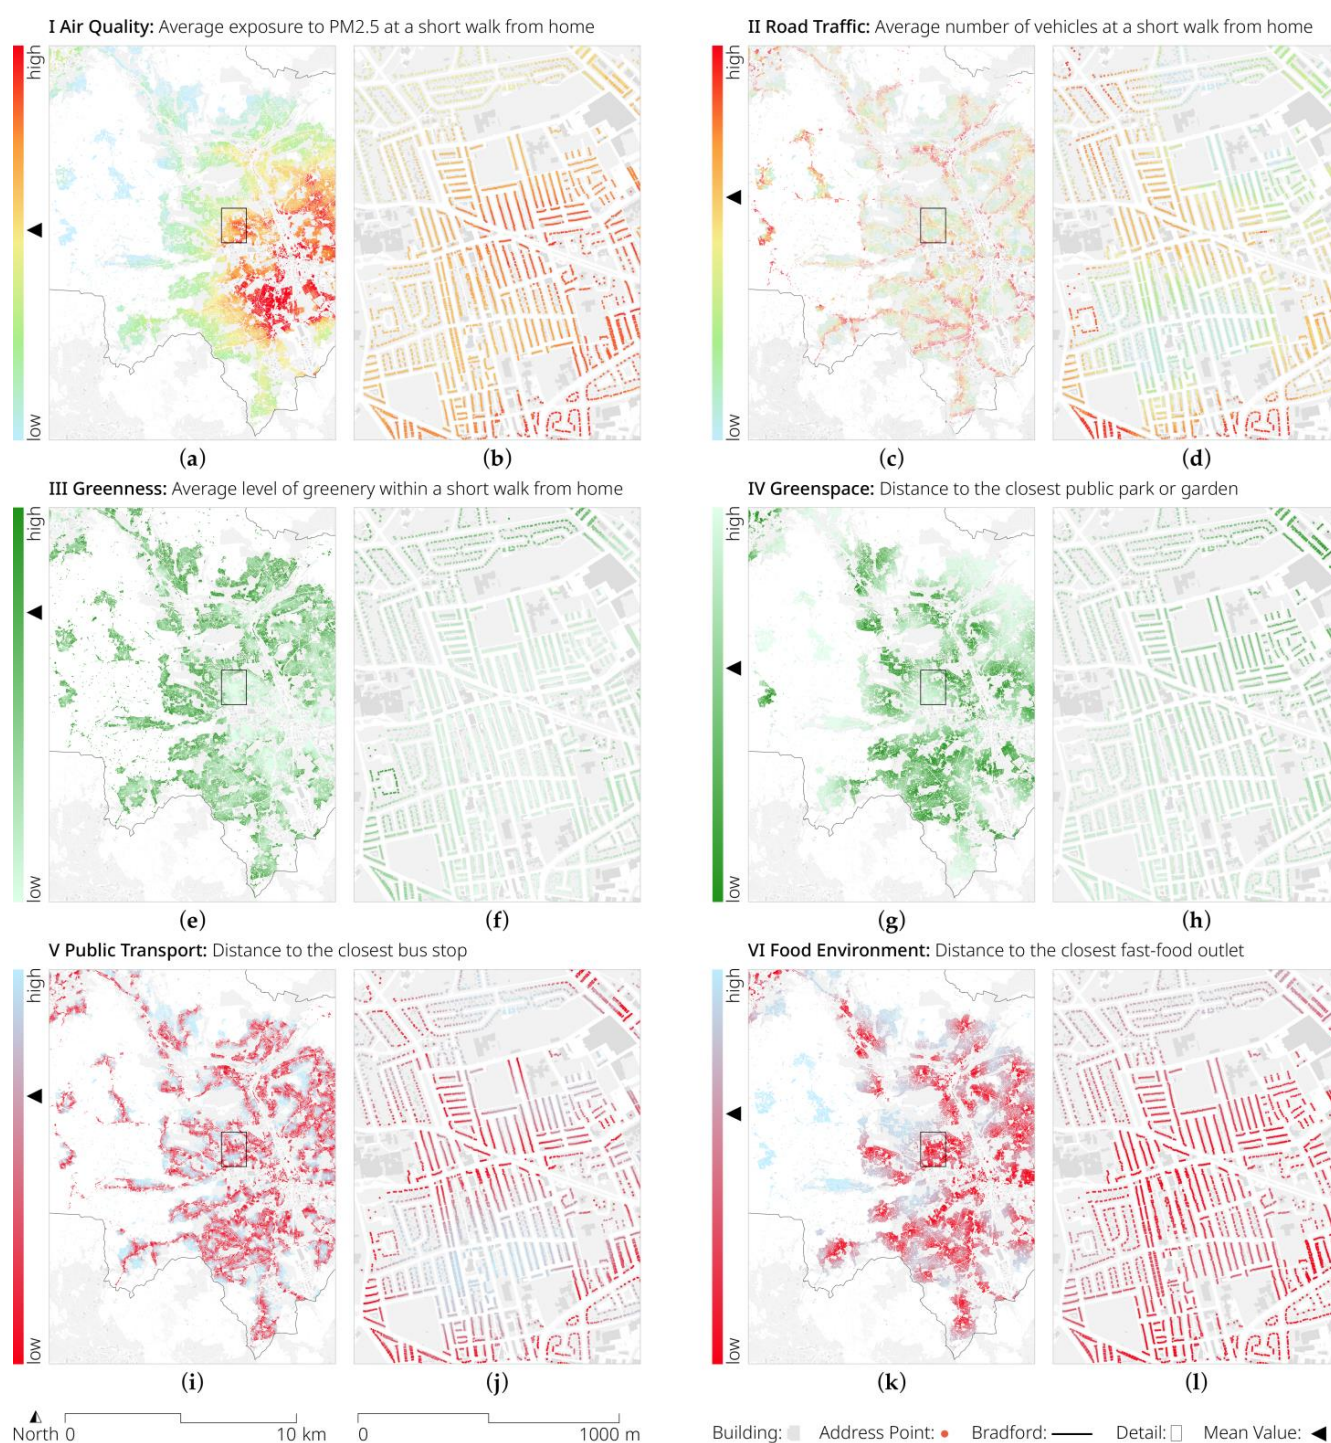 I Air Quality: Average exposure to PM2.5 at a short walk from home
II Road Traffic: Average number of vehicles at a short walk from home
high
low
high
low
(a)
(b)
(c)
(d)
III Greenness: Average level of greenery within a short walk from home
IV Greenspace: Distance to the closest public park or garden
high
low
high
low
(e)
(f)
(g)
(h)
V Public Transport: Distance to the closest bus stop
VI Food Environment: Distance to the closest fast-food outlet
high
low
high
low
(i)
(j)
(k)
(l)
North 0 10 km
0 1000 m
Building: Address Point: Bradford: Detail: Mean Value: